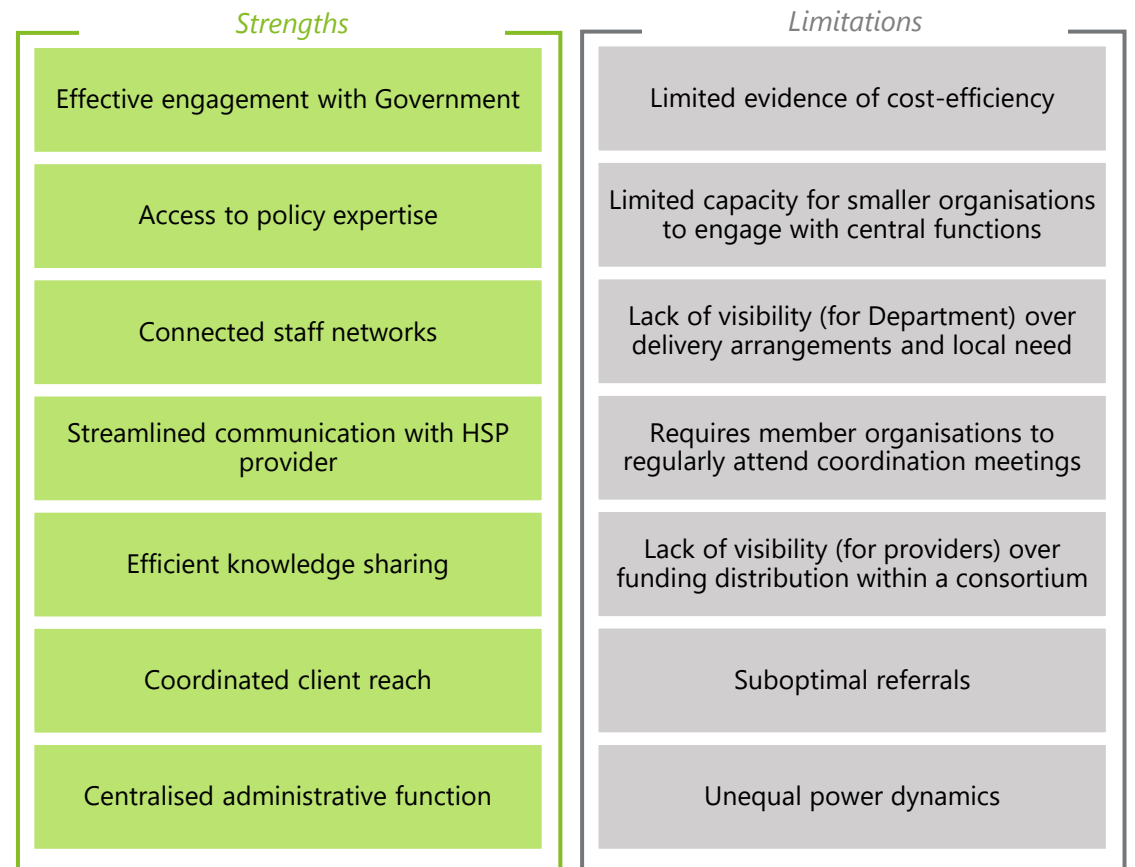 Strengths
Effective engagement with Government
Access to policy expertise
Connected staff networks
Streamlined communication with HSP
provider
Efficient knowledge sharing
Coordinated client reach
Centralised administrative function
Limitations
Limited evidence of cost-efficiency
Limited capacity for smaller organisations
to engage with central functions
Lack of visibility (for Department) over
delivery arrangements and local need
Requires member organisations to
regularly attend coordination meetings
Lack of visibility (for providers) over
funding distribution within a consortium
Suboptimal referrals
Unequal power dynamics